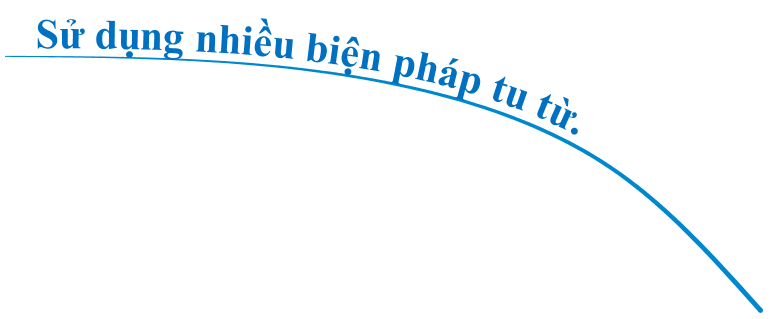 Sử dụng nhiều biện pháp tu từ.